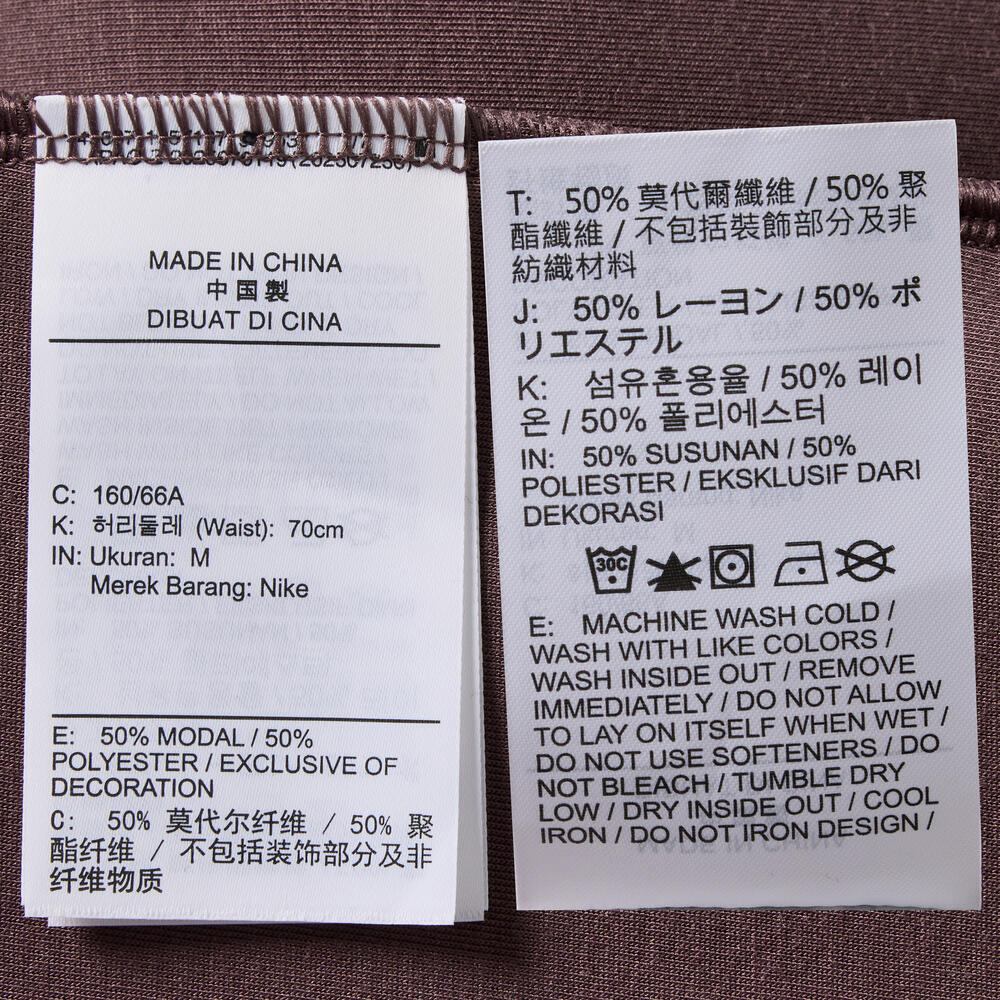 MADE IN CHINA
中国製
DIBUAT DI CINA
C: 160/66A
K: 허리둘레 (Waist): 70cm
IN: Ukuran: M
Merek Barang: Nike
E: 50% MODAL / 50%
POLYESTER / EXCLUSIVE OF
DECORATION
C: 50% 莫代尔纤维 / 50% 聚
酯纤维 / 不包括装饰部分及非
纤维物质
T: 50% 莫代爾纖維 / 50% 聚
酯纖維 / 不包括裝飾部分及非
紡織材料
J: 50% レーヨン / 50% ポ
リエステル
K: 섬유혼용율 / 50% 레이
온 / 50% 폴리에스터
IN: 50% SUSUNAN / 50%
POLIESTER / EKSKLUSIF DARI
DEKORASI
30C
E: MACHINE WASH COLD /
WASH WITH LIKE COLORS /
WASH INSIDE OUT / REMOVE
IMMEDIATELY / DO NOT ALLOW
TO LAY ON ITSELF WHEN WET /
DO NOT USE SOFTENERS / DO
NOT BLEACH / TUMBLE DRY
LOW / DRY INSIDE OUT / COOL
IRON / DO NOT IRON DESIGN /